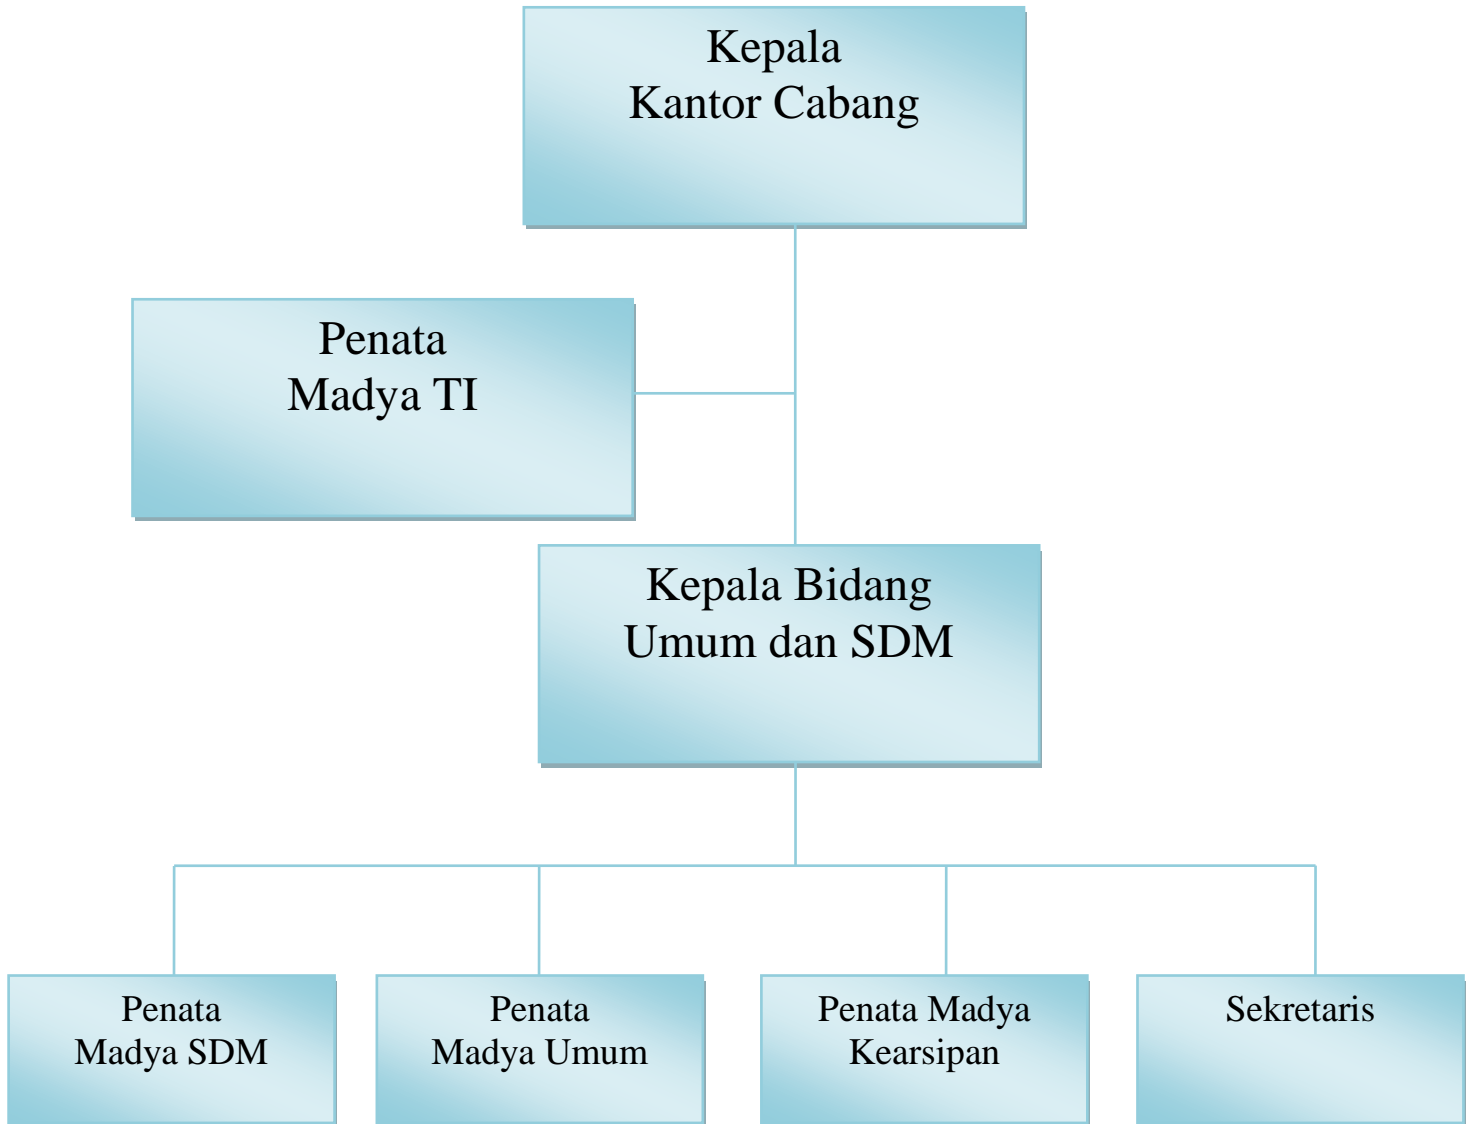 Kepala
Kantor Cabang
Penata
Madya TI
Kepala Bidang
Umum dan SDM
Penata
Madya SDM
Penata
Madya Umum
Penata Madya
Kearsipan
Sekretaris